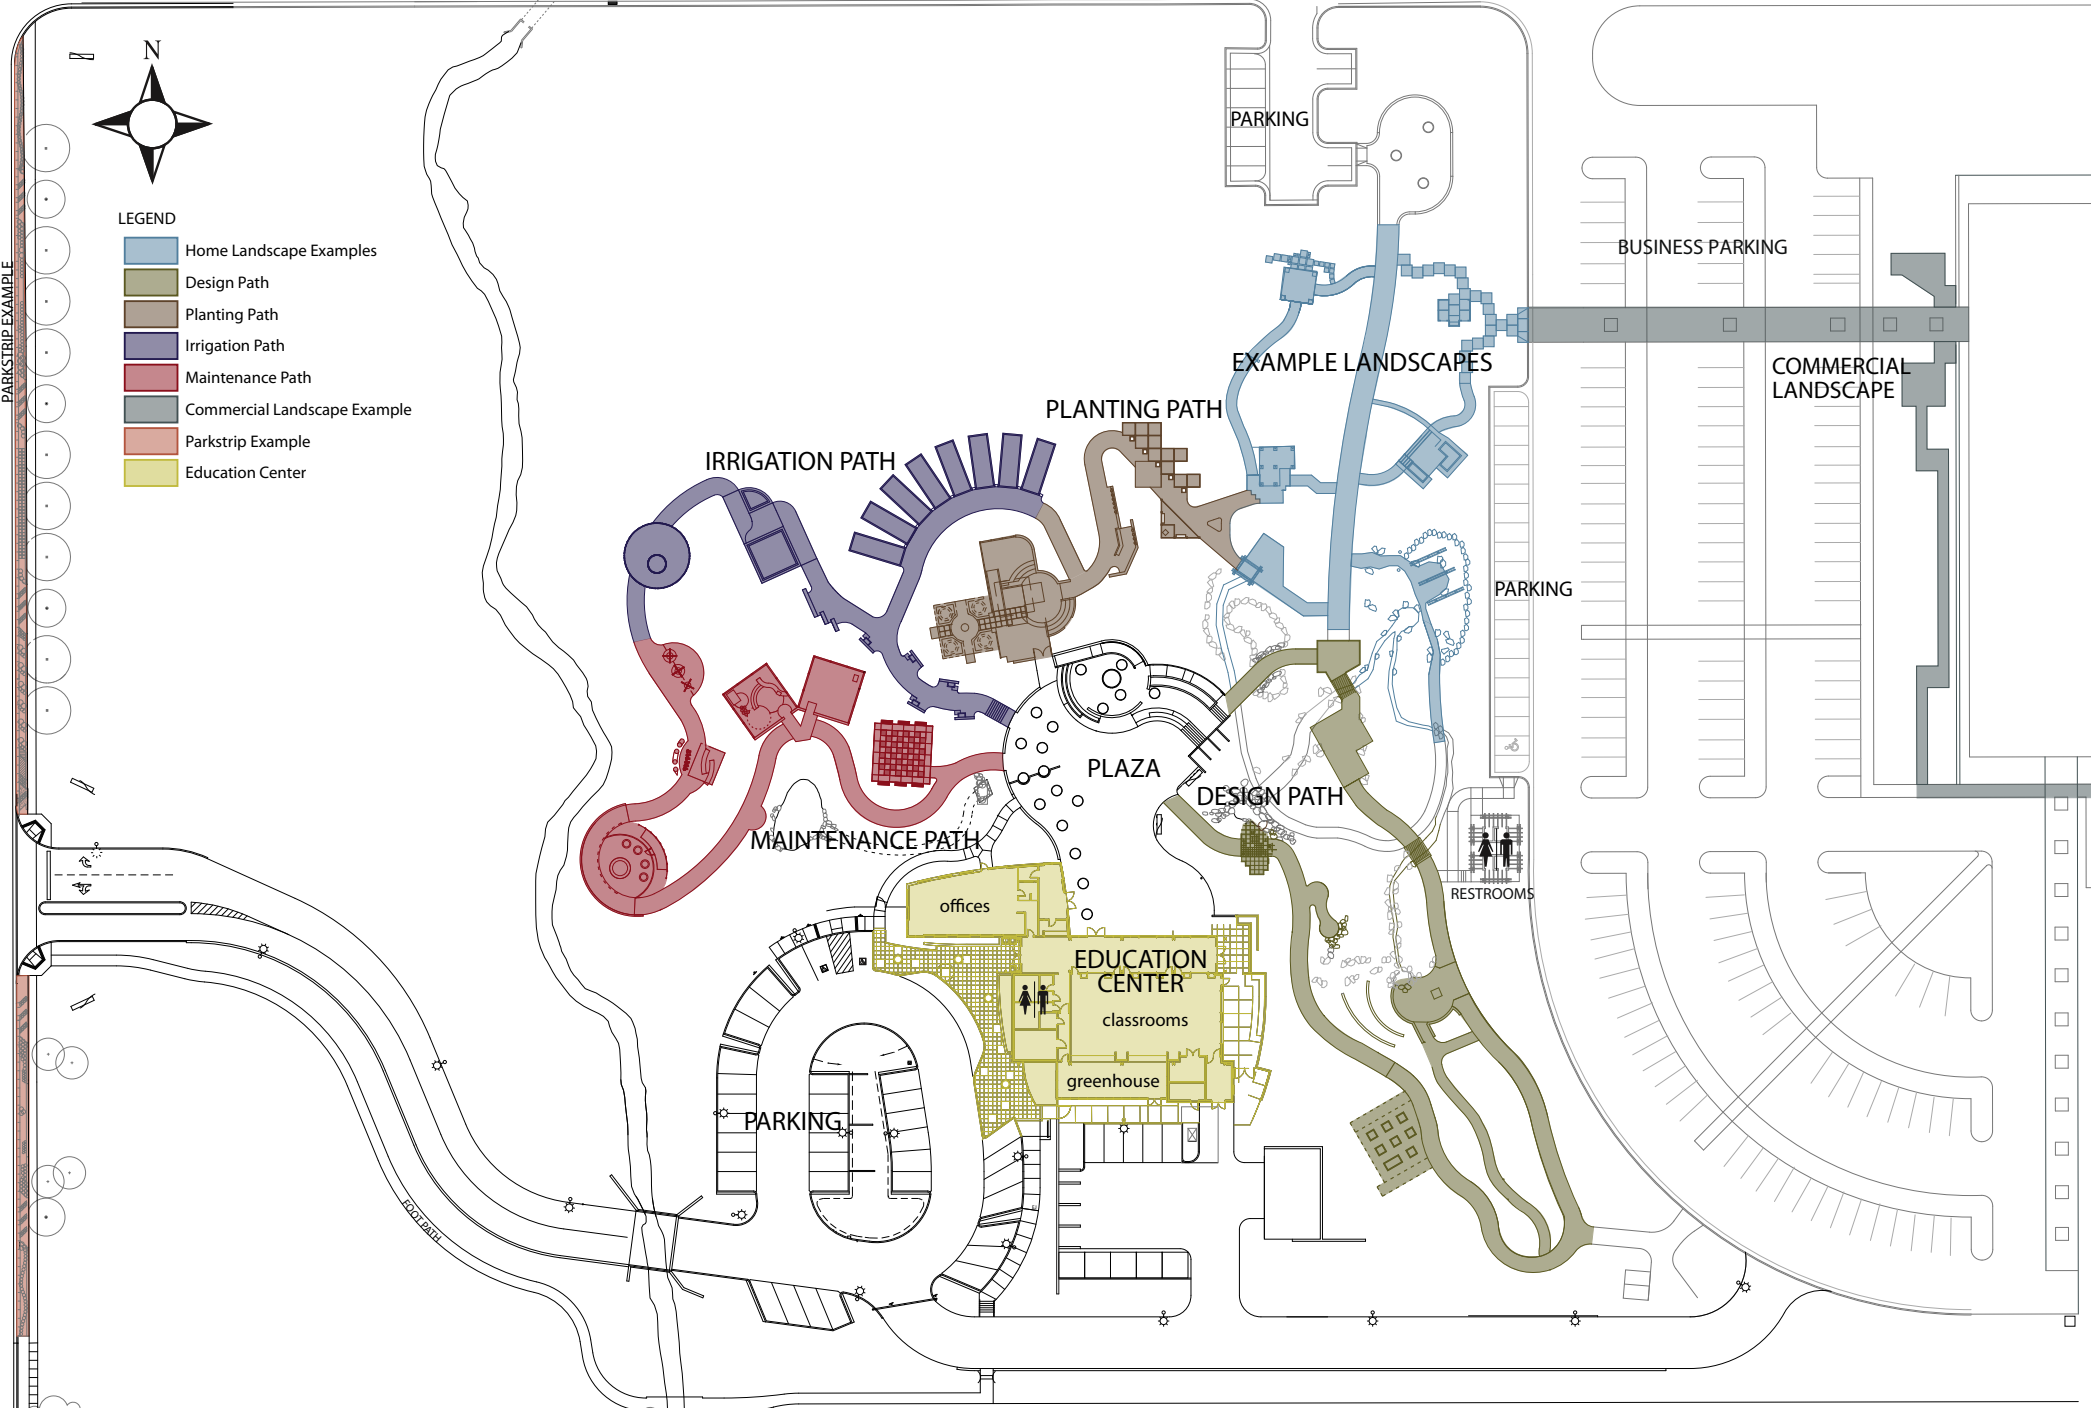 N
LEGEND
Home Landscape Examples
Design Path
Planting Path
Irrigation Path
Maintenance Path
Commercial Landscape Example
Parkstrip Example
Education Center
PARKSTRIP EXAMPLE
PARKING
BUSINESS PARKING
EXAMPLE LANDSCAPES
COMMERCIAL
LANDSCAPE
PLANTING PATH
IRRIGATION PATH
PARKING
PLAZA
DESIGN PATH
MAINTENANCE PATH
RESTROOMS
offices
EDUCATION
CENTER
classrooms
greenhouse
PARKING
FOOT PATH